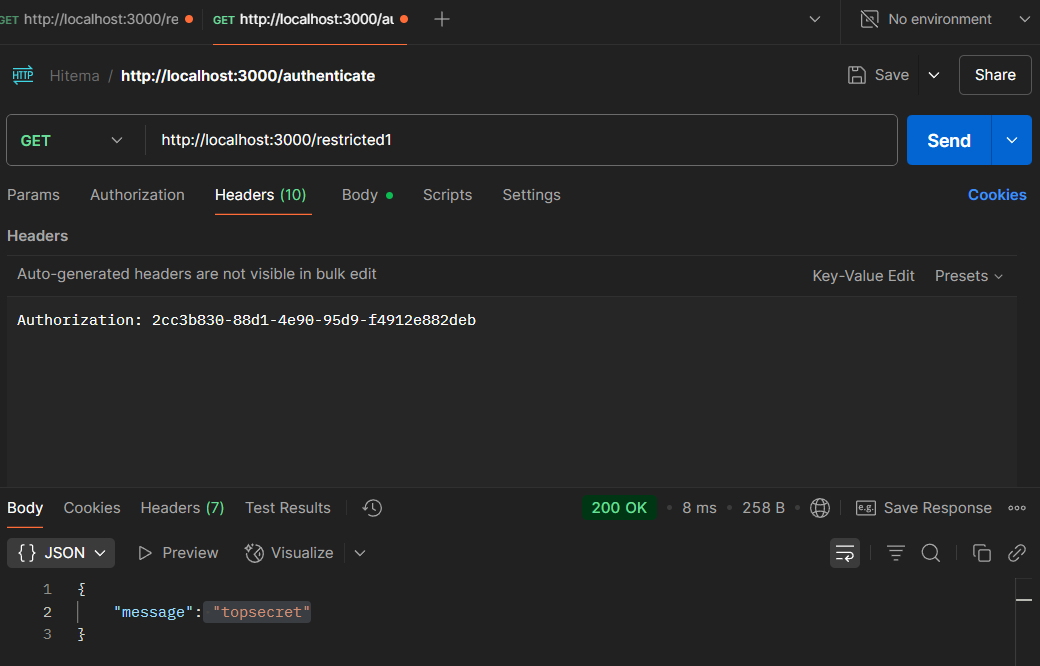 GET http://localhost:3000/re GET http://localhost:3000/au No environment
HTTP Hitema / http://localhost:3000/authenticate Save Share
GET http://localhost:3000/restricted1 Send
Params Authorization Headers (10) Body Scripts Settings Cookies
Headers
Auto-generated headers are not visible in bulk edit Key-Value Edit Presets
Authorization: 2cc3b830-88d1-4e90-95d9-f4912e882deb
Body Cookies Headers (7) Test Results 200 OK • 8 ms • 258 B • e.g. Save Response
{} JSON Preview Visualize
1 {
2 "message": "topsecret"
3 }